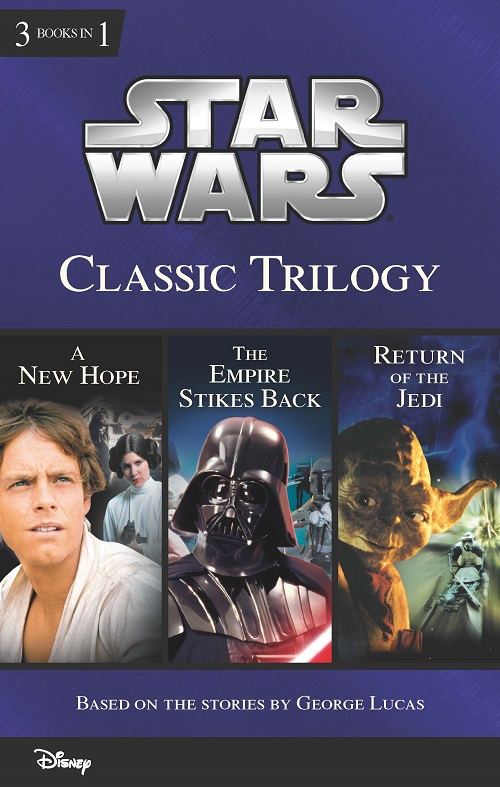 3 BOOKS IN 1
STAR
WARS®
CLASSIC TRILOGY
A
NEW HOPE
THE
EMPIRE
STIKES BACK
RETURN
OF THE
JEDI
BASED ON THE STORIES BY GEORGE LUCAS
Disney